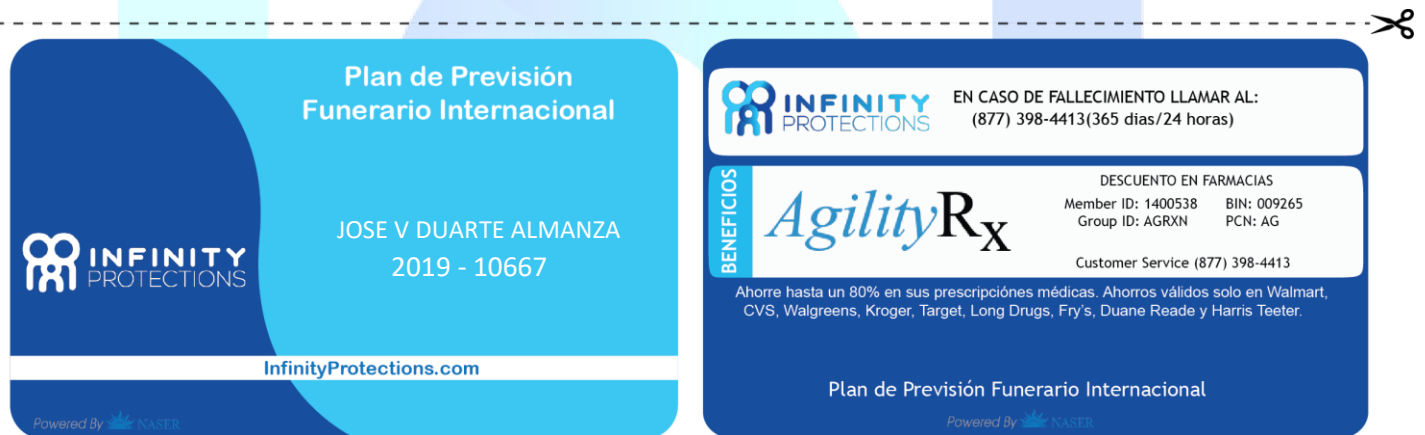 Plan de Previsión
Funerario Internacional
JOSE V DUARTE ALMANZA
2019 - 10667
INFINITY
PROTECTIONS
InfinityProtections.com
Powered By NASER
INFINITY
PROTECTIONS
EN CASO DE FALLECIMIENTO LLAMAR AL:
(877) 398-4413(365 dias/24 horas)
BENEFICIOS
AgilityRx
DESCUENTO EN FARMACIAS
Member ID: 1400538 BIN: 009265
Group ID: AGRXN PCN: AG
Customer Service (877) 398-4413
Ahorre hasta un 80% en sus prescripciónes médicas. Ahorros válidos solo en Walmart,
CVS, Walgreens, Kroger, Target, Long Drugs, Fry's, Duane Reade y Harris Teeter.
Plan de Previsión Funerario Internacional
Powered By NASER